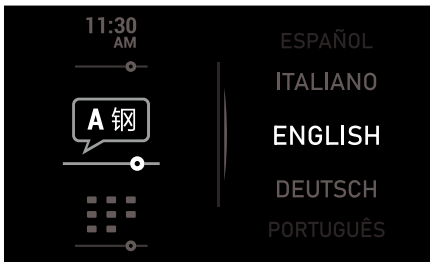 11:30
AM
A 钢
ESPAÑOL
ITALIANO
ENGLISH
DEUTSCH
PORTUGUÊS